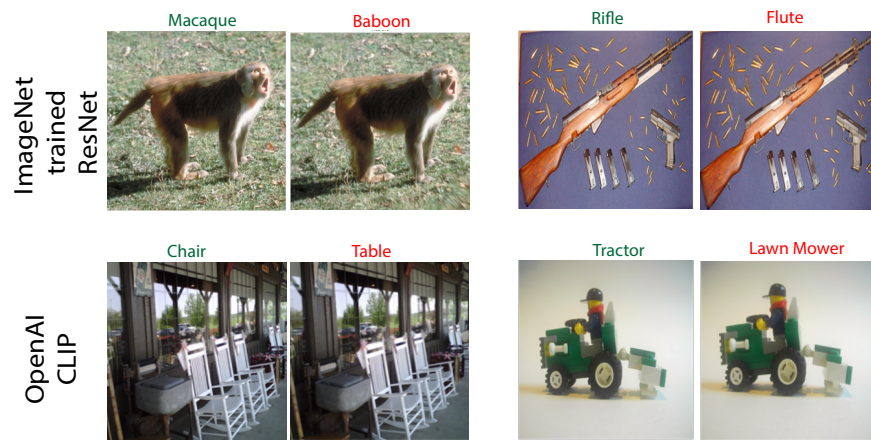 Macaque
Baboon
Rifle
Flute
ImageNet
trained
ResNet
Chair
Table
Tractor
Lawn Mower
OpenAI
CLIP